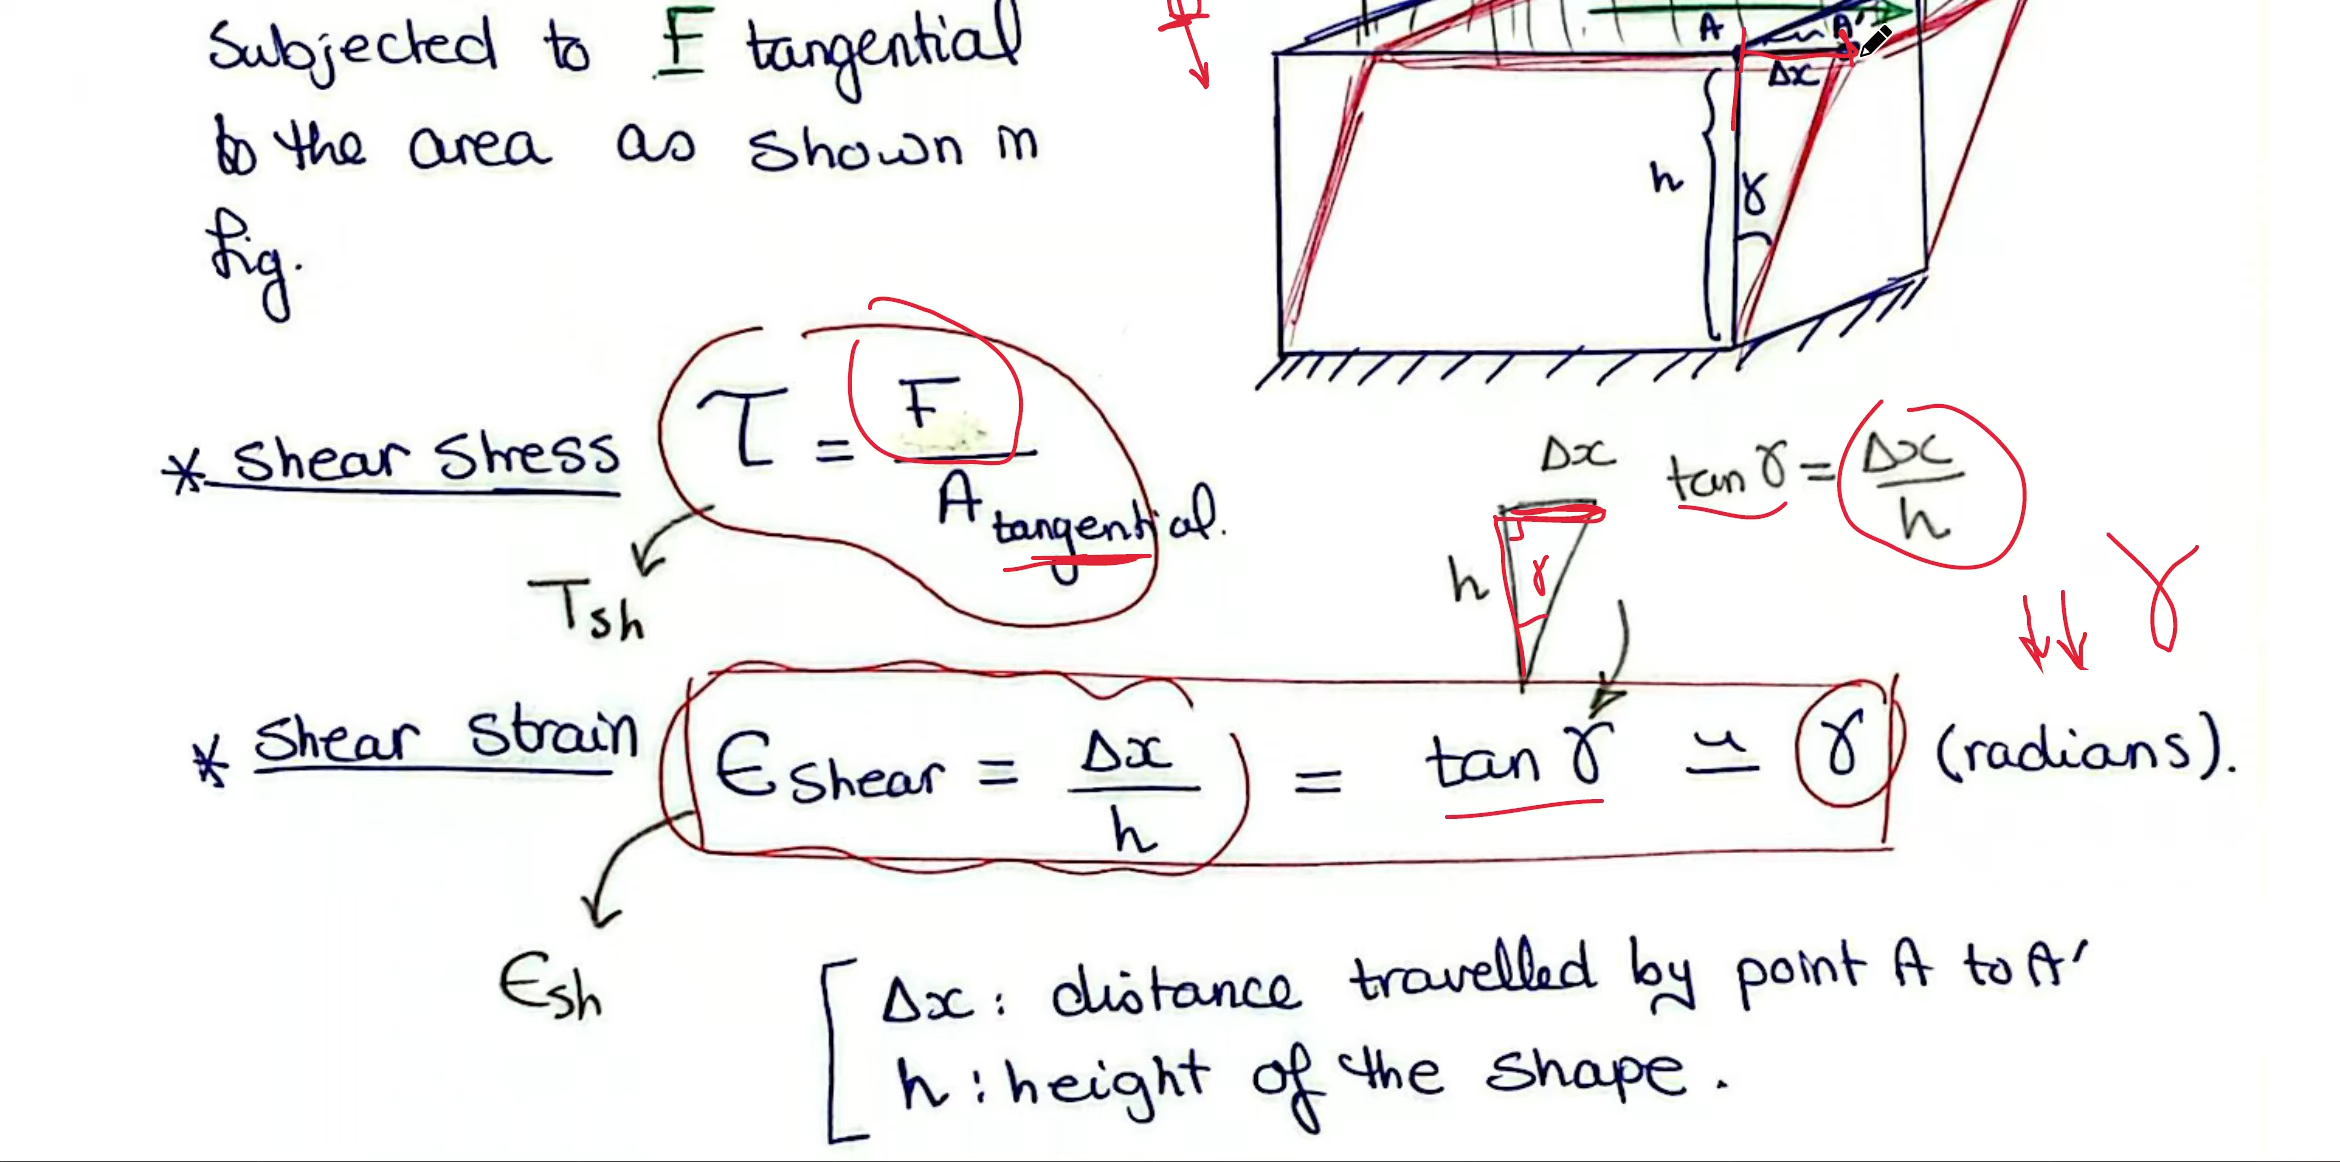 Subjected to F tangential
to the area as shown in
fig.
A A'
Δx
h γ
* Shear Stress τ = F / A tangential.
Tsh
Δx tan γ = Δx / h
h γ
γ
* Shear Strain ϵ Shear = Δx / h = tan γ ≃ γ (radians).
ϵsh
Δx : distance travelled by point A to A'
h : height of the shape.